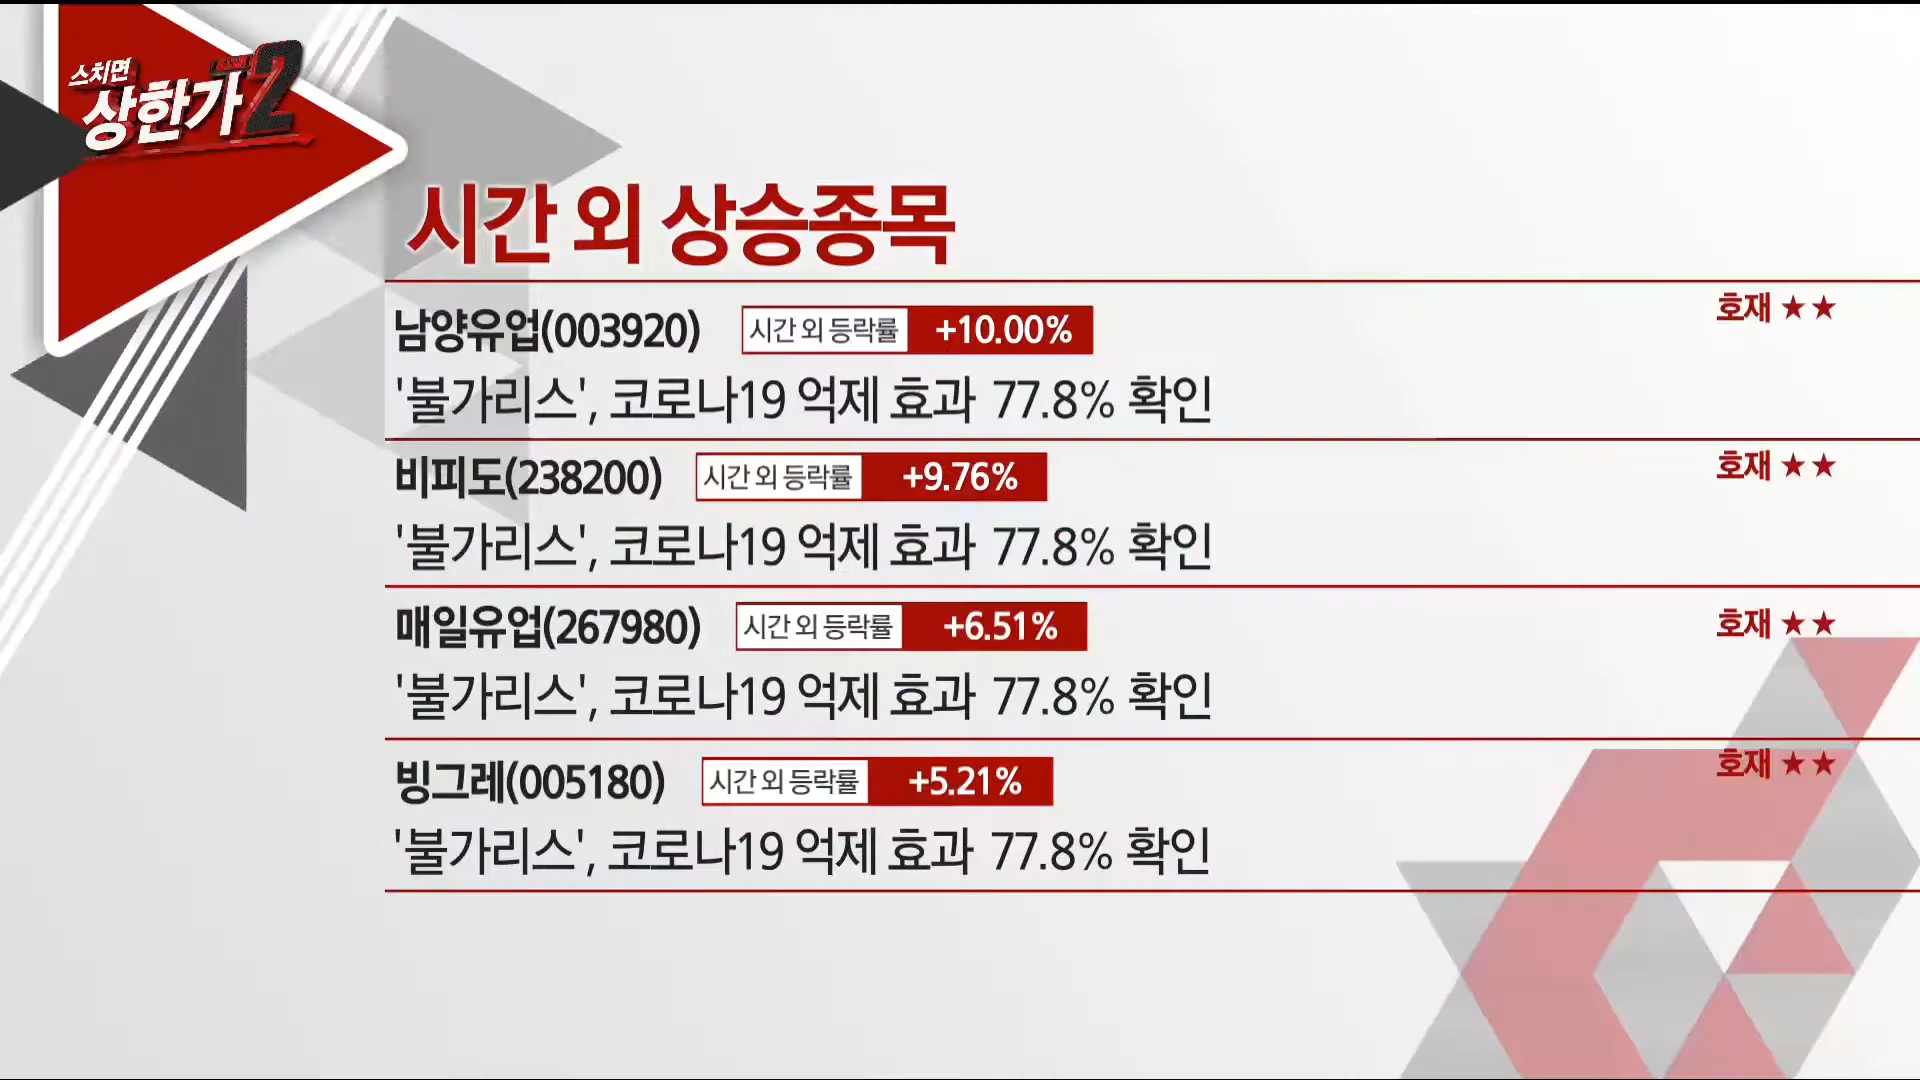 스치면
상한가2
시간 외 상승종목
남양유업(003920) 시간 외 등락률 +10.00% 호재 ★★
'불가리스', 코로나19 억제 효과 77.8% 확인
비피도(238200) 시간 외 등락률 +9.76% 호재 ★★
'불가리스', 코로나19 억제 효과 77.8% 확인
매일유업(267980) 시간 외 등락률 +6.51% 호재 ★★
'불가리스', 코로나19 억제 효과 77.8% 확인
빙그레(005180) 시간 외 등락률 +5.21% 호재 ★★
'불가리스', 코로나19 억제 효과 77.8% 확인